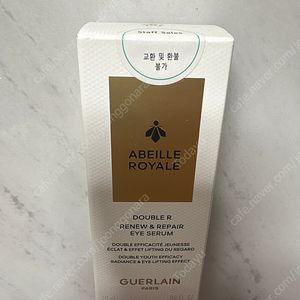 Staff Sales
교환 및 환불
불가
ABEILLE
ROYALE
DOUBLE R
RENEW & REPAIR
EYE SERUM
DOUBLE EFFICACITÉ JEUNESSE
ÉCLAT & EFFET LIFTING DU REGARD
DOUBLE YOUTH EFFICACY
RADIANCE & EYE LIFTING EFFECT
GUERLAIN
PARIS